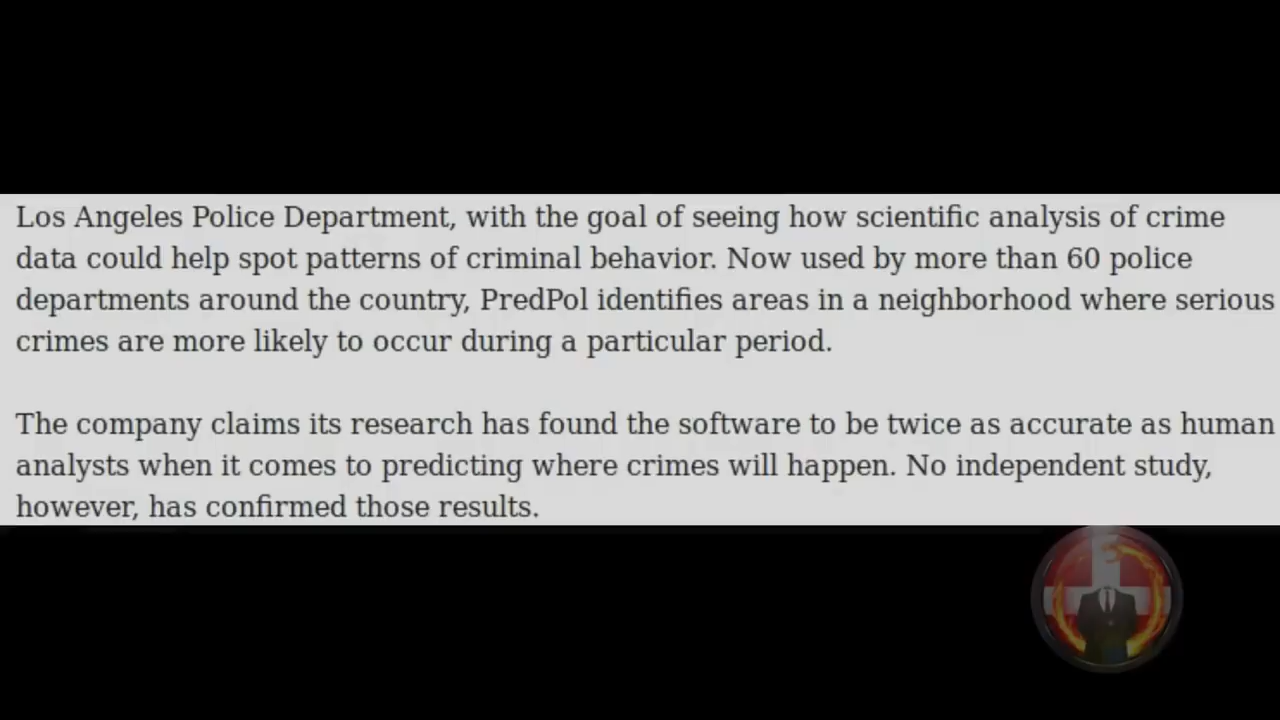 Los Angeles Police Department, with the goal of seeing how scientific analysis of crime
data could help spot patterns of criminal behavior. Now used by more than 60 police
departments around the country, PredPol identifies areas in a neighborhood where serious
crimes are more likely to occur during a particular period.
The company claims its research has found the software to be twice as accurate as human
analysts when it comes to predicting where crimes will happen. No independent study,
however, has confirmed those results.